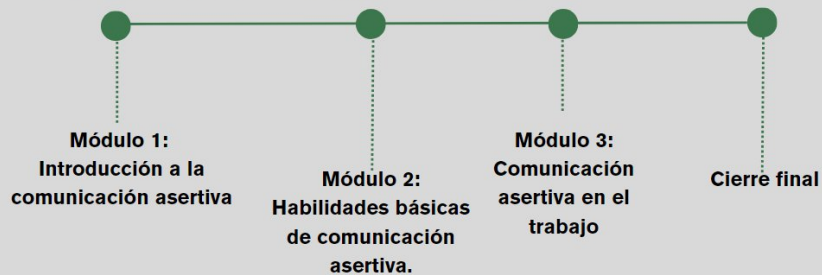 Módulo 1:
Introducción a la
comunicación asertiva
Módulo 2:
Habilidades básicas
de comunicación
asertiva.
Módulo 3:
Comunicación
asertiva en el
trabajo
Cierre final